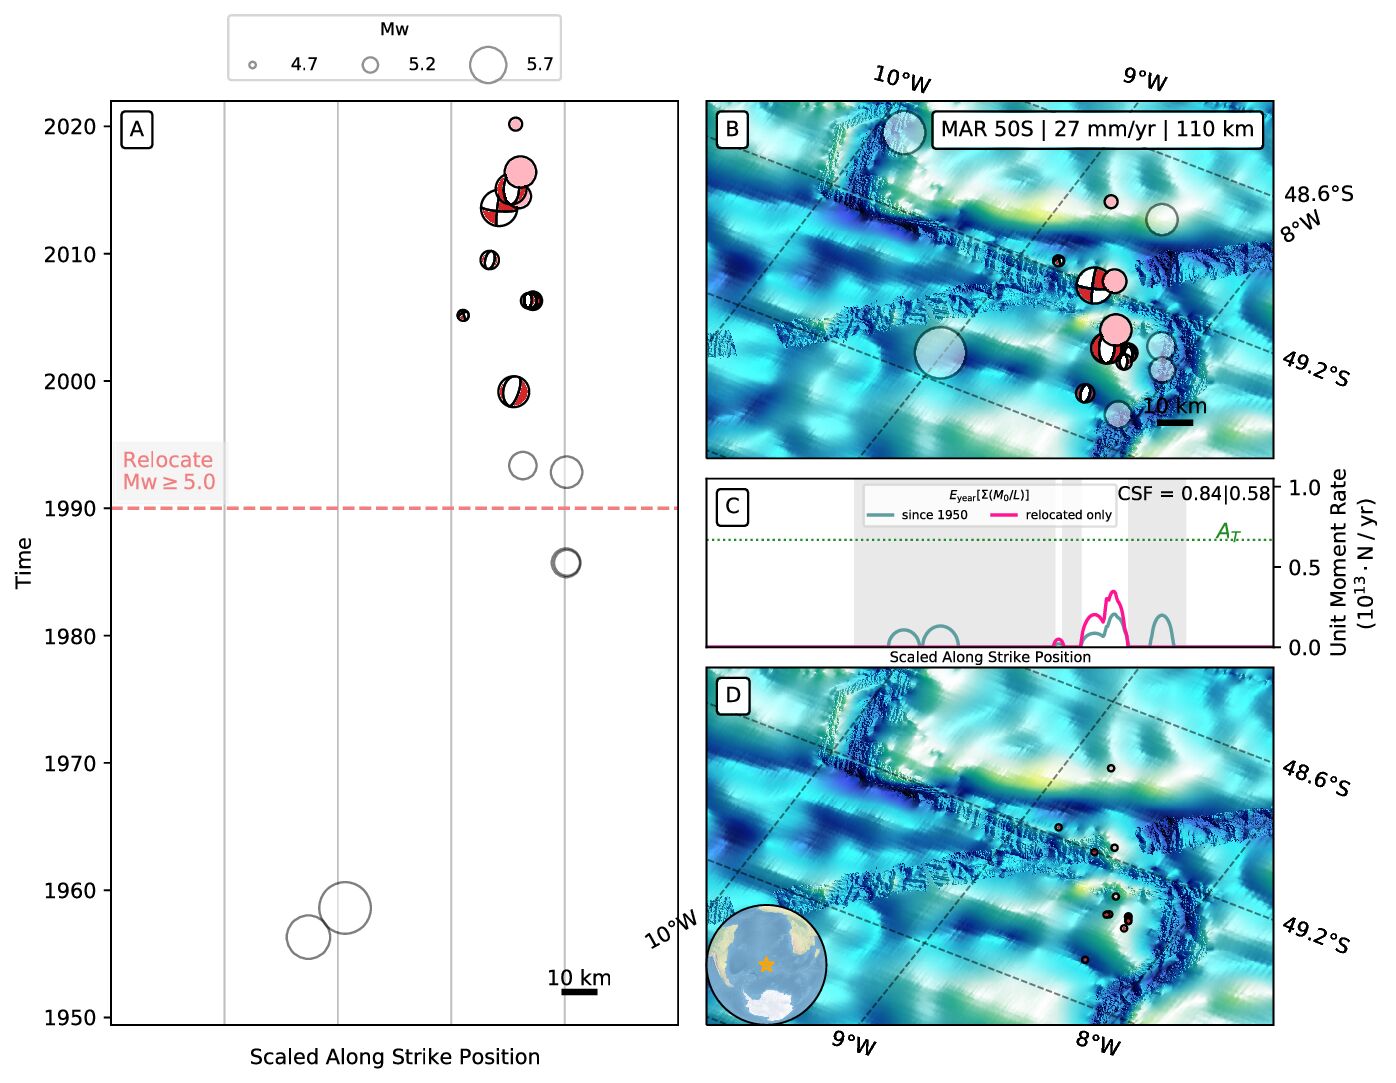 Mw
4.7 5.2 5.7
A
2020
2010
2000
1990
1980
1970
1960
1950
Time
Relocate
Mw ≥ 5.0
10 km
Scaled Along Strike Position
10°W 9°W
B
MAR 50S | 27 mm/yr | 110 km
48.6°S
8°W
49.2°S
10 km
C
E_year[Σ(M_0/L)]
since 1950 relocated only
CSF = 0.84|0.58
A_T
1.0
0.5
0.0
Unit Moment Rate
(10^13 · N / yr)
Scaled Along Strike Position
D
48.6°S
49.2°S
10°W
9°W 8°W